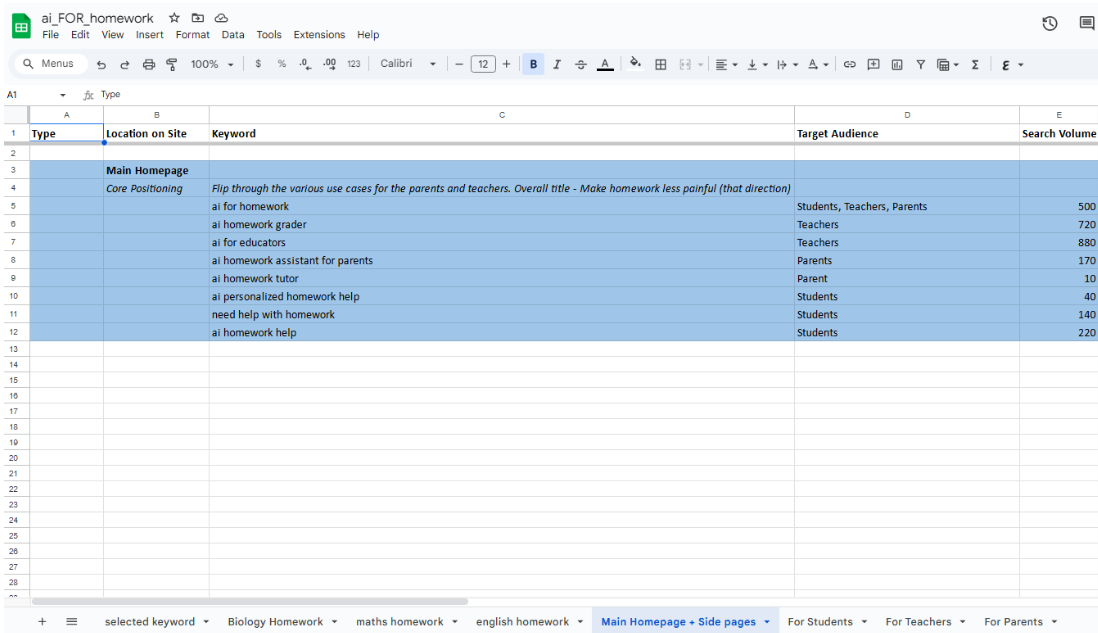 ai_FOR_homework
File Edit View Insert Format Data Tools Extensions Help
Menus 100% $ % .0 .00 123 Calibri 12 B I A
A1 fx Type
A B C D E
1 Type Location on Site Keyword Target Audience Search Volume
2
3 Main Homepage
4 Core Positioning Flip through the various use cases for the parents and teachers. Overall title - Make homework less painful (that direction)
5 ai for homework Students, Teachers, Parents 500
6 ai homework grader Teachers 720
7 ai for educators Teachers 880
8 ai homework assistant for parents Parents 170
9 ai homework tutor Parent 10
10 ai personalized homework help Students 40
11 need help with homework Students 140
12 ai homework help Students 220
13
14
15
16
17
18
19
20
21
22
23
24
25
26
27
28
selected keyword Biology Homework maths homework english homework Main Homepage + Side pages For Students For Teachers For Parents